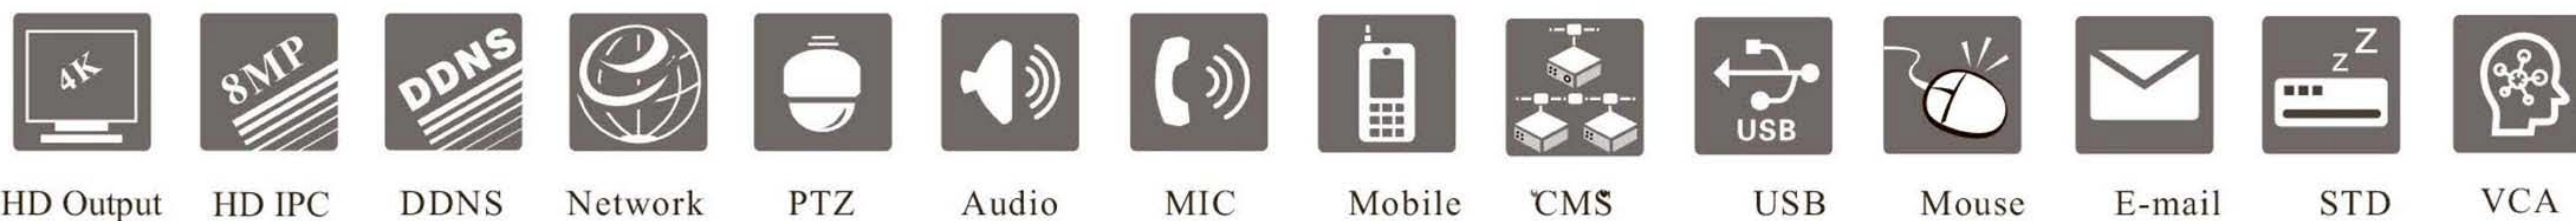 4K
8MP
DDNS
USB
Z
z
HD Output HD IPC DDNS Network PTZ Audio MIC Mobile CMS USB Mouse E-mail STD VCA